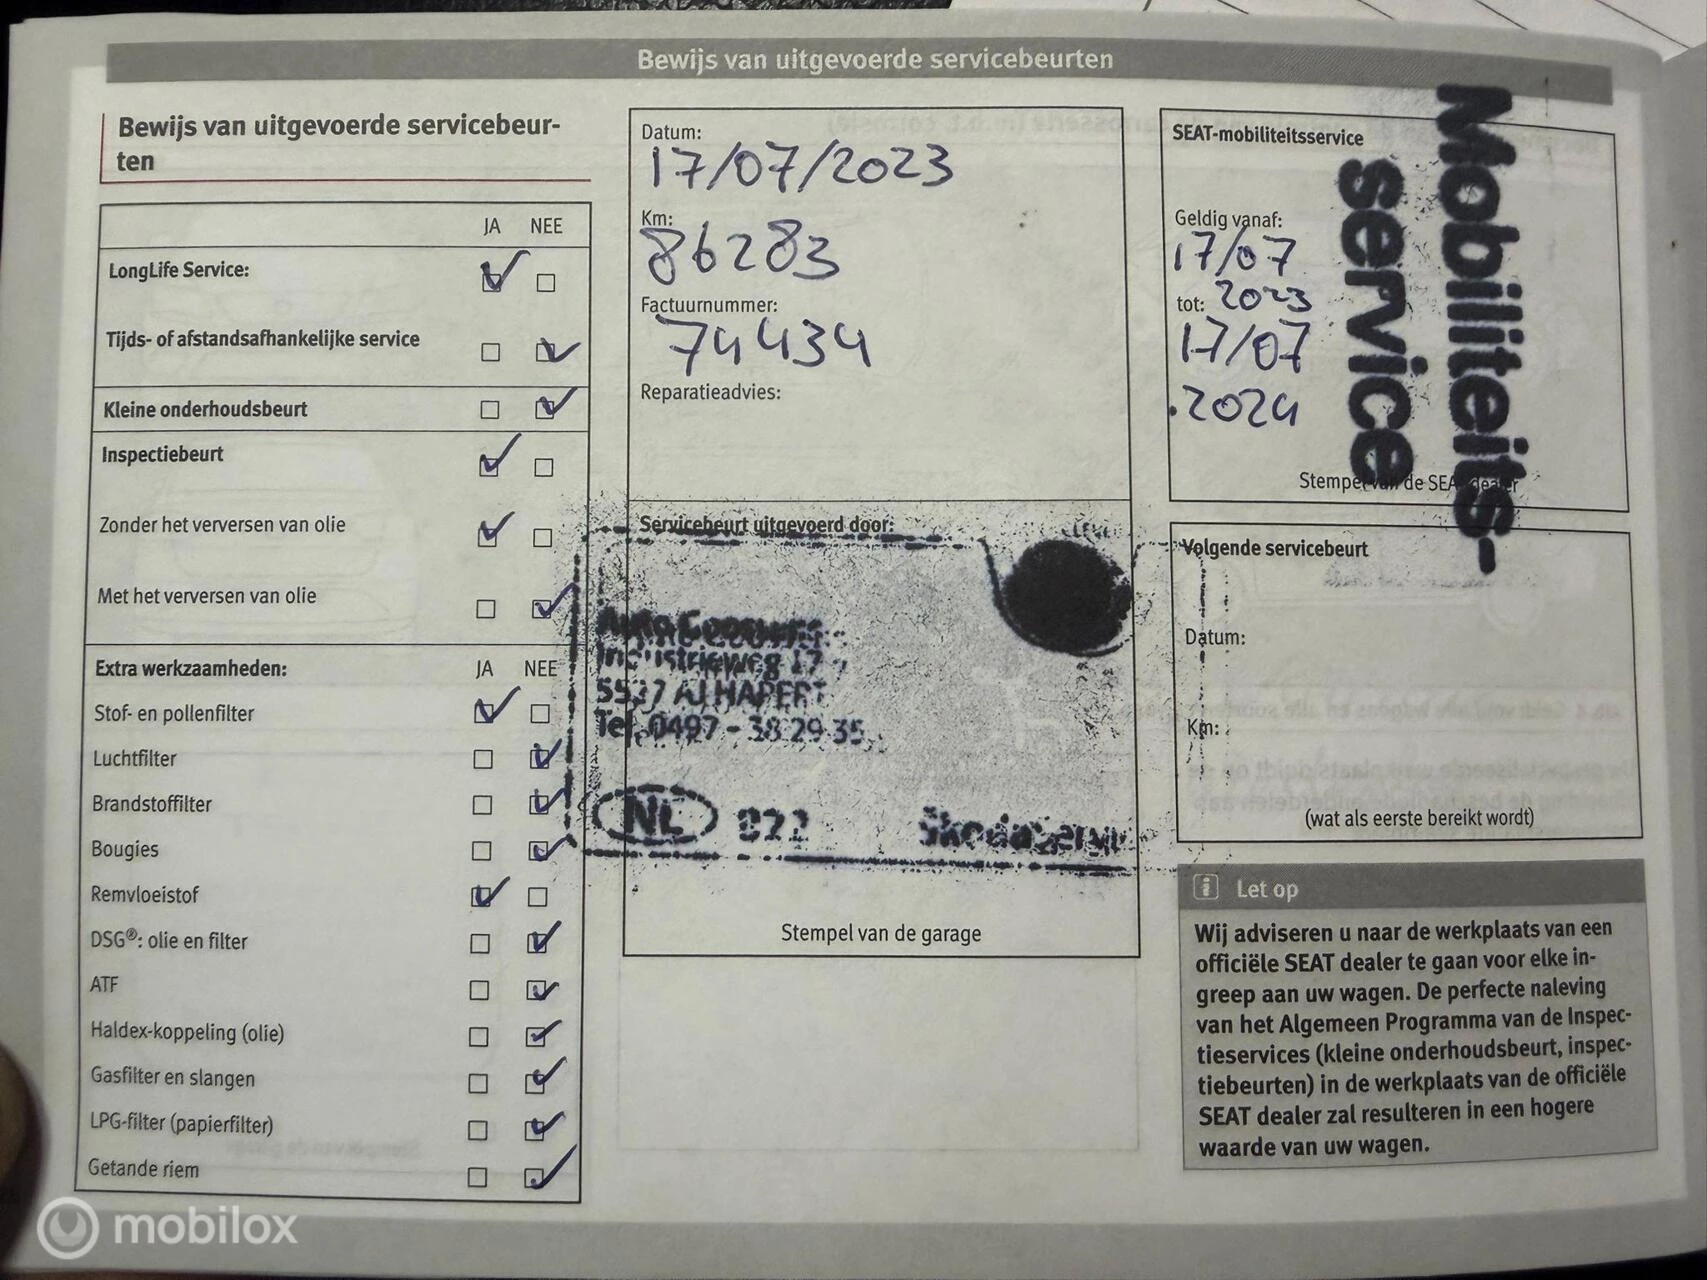 Bewijs van uitgevoerde servicebeurten
Bewijs van uitgevoerde servicebeur-
ten
JA NEE
LongLife Service:
Tijds- of afstandsafhankelijke service
Kleine onderhoudsbeurt
Inspectiebeurt
Zonder het verversen van olie
Met het verversen van olie
Extra werkzaamheden: JA NEE
Stof- en pollenfilter
Luchtfilter
Brandstoffilter
Bougies
Remvloeistof
DSG®: olie en filter
ATF
Haldex-koppeling (olie)
Gasfilter en slangen
LPG-filter (papierfilter)
Getande riem
Datum:
17/07/2023
Km:
86283
Factuurnummer:
74434
Reparatieadvies:
Servicebeurt uitgevoerd door:
Industrieweg 17
5527 AJ HAPERT
Tel. 0497 - 38 29 35
NL 022 Skoda Servi
Stempel van de garage
SEAT-mobiliteitsservice
Geldig vanaf:
17/07
2023
tot:
17/07
2024
Stempel van de SEAT dealer
Mobiliteits-
service
Volgende servicebeurt
Datum:
Km:
(wat als eerste bereikt wordt)
i Let op
Wij adviseren u naar de werkplaats van een
officiële SEAT dealer te gaan voor elke in-
greep aan uw wagen. De perfecte naleving
van het Algemeen Programma van de Inspec-
tieservices (kleine onderhoudsbeurt, inspec-
tiebeurten) in de werkplaats van de officiële
SEAT dealer zal resulteren in een hogere
waarde van uw wagen.
mobilox